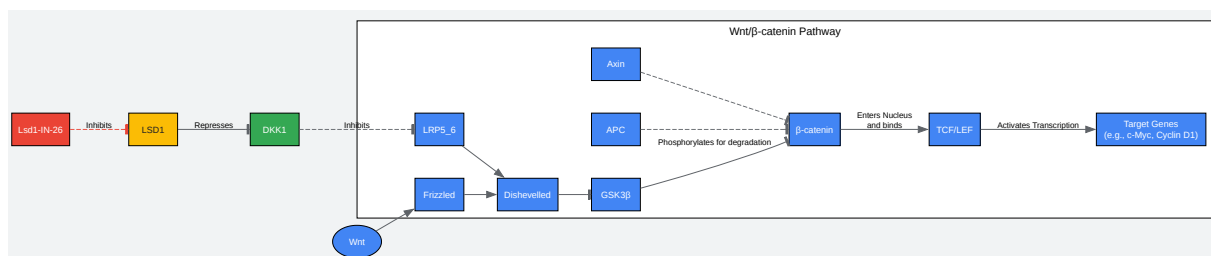 Wnt/β-catenin Pathway
Axin
Lsd1-IN-26
Inhibits
LSD1
Represses
DKK1
Inhibits
LRP5_6
APC
Phosphorylates for degradation
β-catenin
Enters Nucleus
and binds
TCF/LEF
Activates Transcription
Target Genes
(e.g., c-Myc, Cyclin D1)
Frizzled
Dishevelled
GSK3β
Wnt